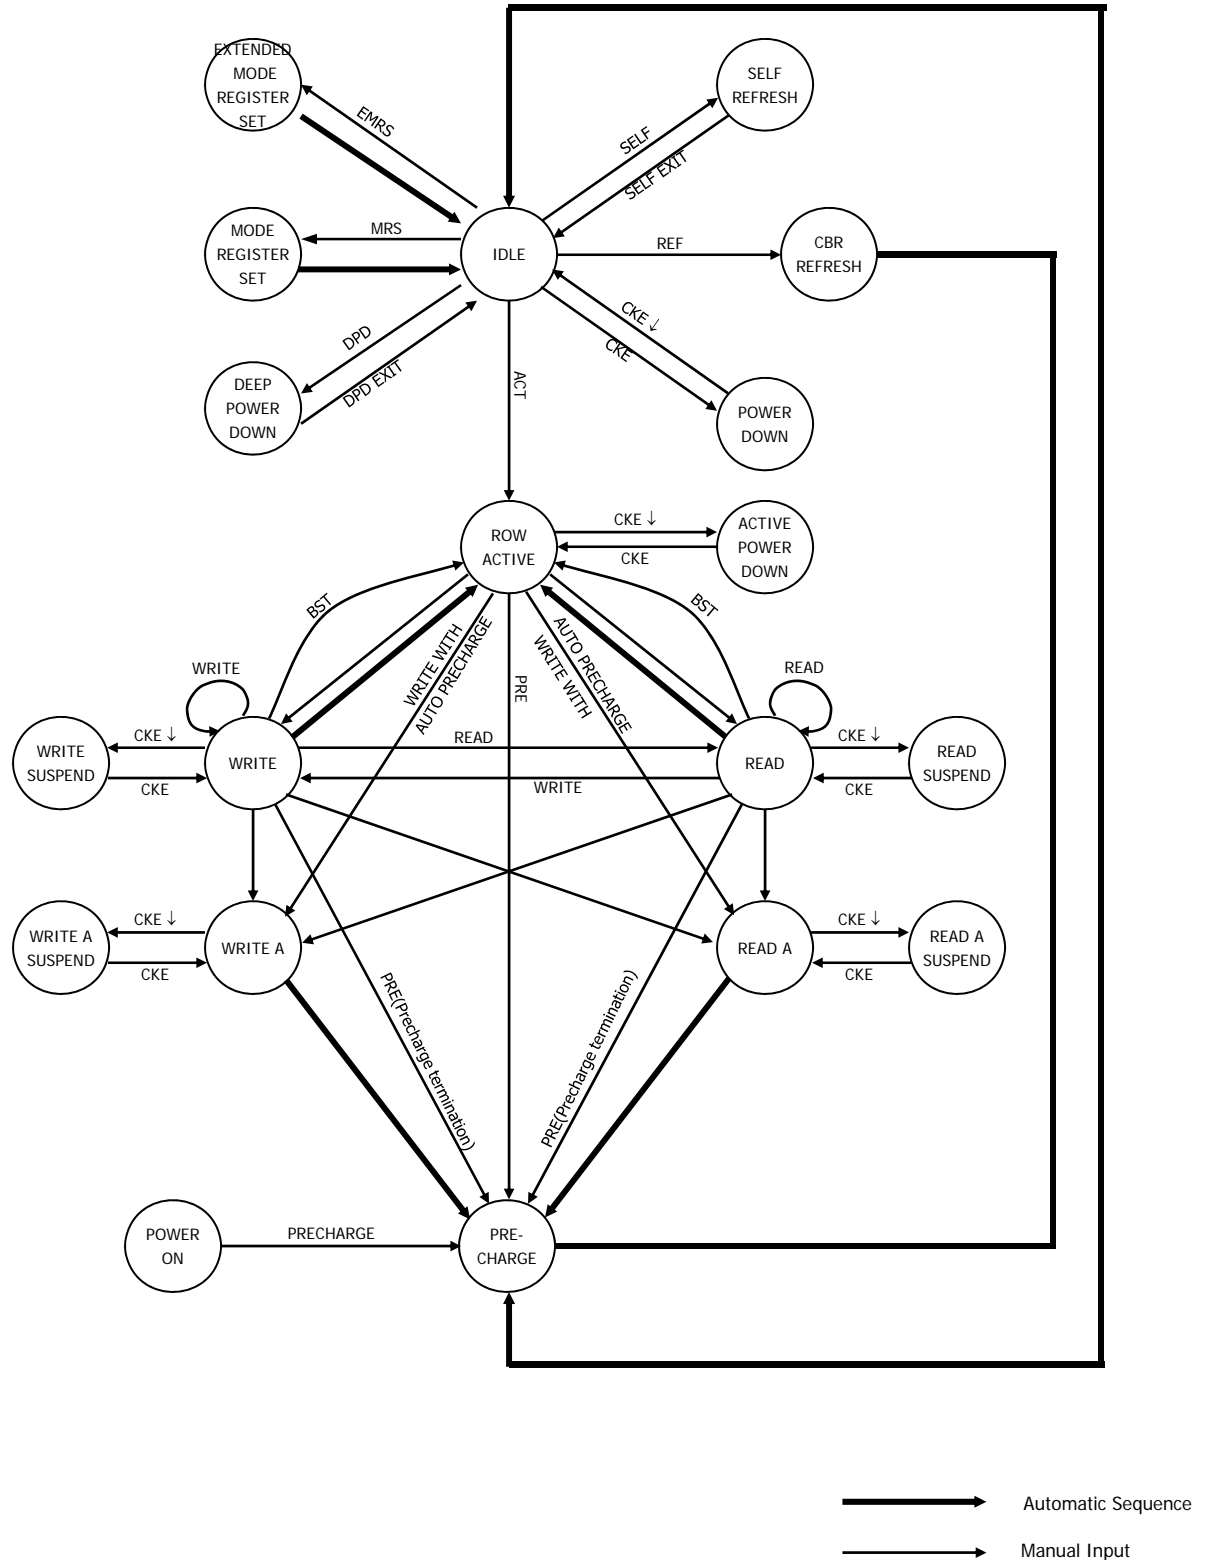 EXTENDED
MODE
REGISTER
SET
EMRS
SELF
REFRESH
SELF
SELF EXIT
MODE
REGISTER
SET
MRS
IDLE
REF
CBR
REFRESH
DPD
DPD EXIT
CKE ↓
CKE
DEEP
POWER
DOWN
ACT
POWER
DOWN
ROW
ACTIVE
CKE ↓
CKE
ACTIVE
POWER
DOWN
BST
BST
WRITE WITH
AUTO PRECHARGE
PRE
AUTO PRECHARGE
WRITE WITH
WRITE
READ
WRITE
SUSPEND
CKE ↓
CKE
WRITE
READ
WRITE
READ
CKE ↓
CKE
READ
SUSPEND
WRITE A
SUSPEND
CKE ↓
CKE
WRITE A
READ A
CKE ↓
CKE
READ A
SUSPEND
PRE(Precharge termination)
PRE(Precharge termination)
POWER
ON
PRECHARGE
PRE-
CHARGE
Automatic Sequence
Manual Input